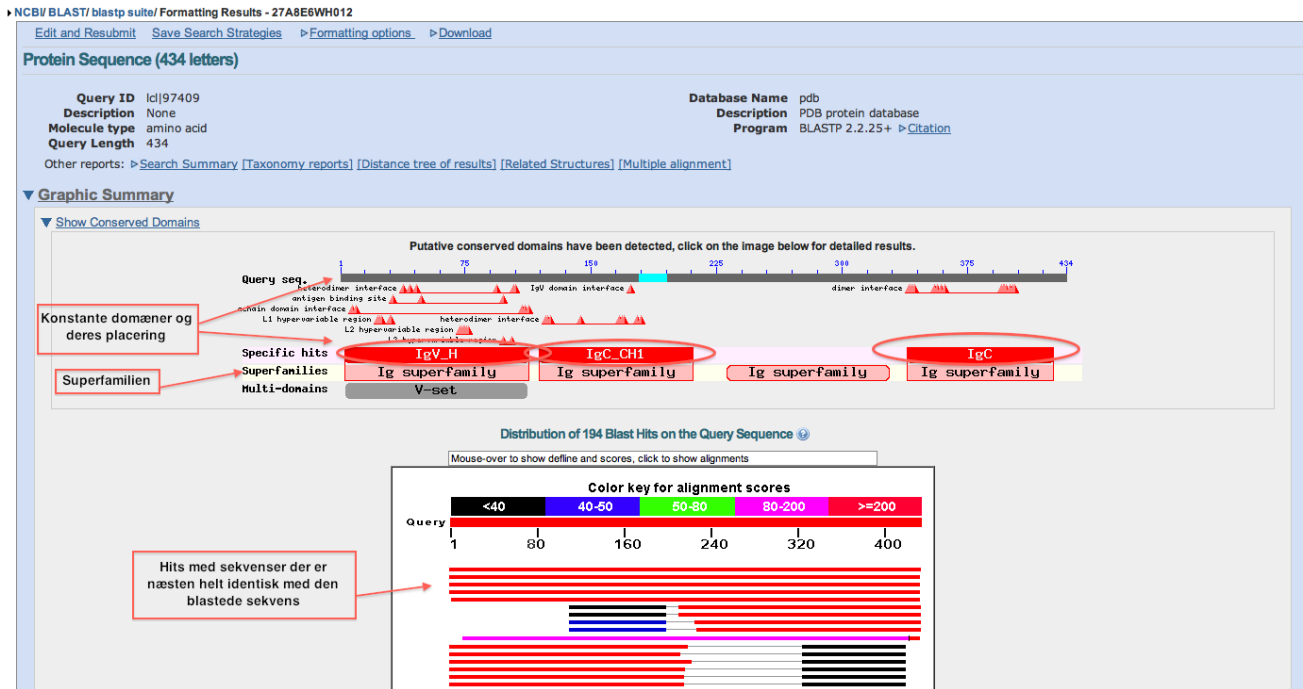 NCBI/ BLAST/ blastp suite/ Formatting Results - 27A8E6WH012
Edit and Resubmit Save Search Strategies Formatting options Download
Protein Sequence (434 letters)
Query ID lcl|97409
Description None
Molecule type amino acid
Query Length 434
Database Name pdb
Description PDB protein database
Program BLASTP 2.2.25+ Citation
Other reports: Search Summary [Taxonomy reports] [Distance tree of results] [Related Structures] [Multiple alignment]
Graphic Summary
Show Conserved Domains
Putative conserved domains have been detected, click on the image below for detailed results.
1 75 150 225 300 375 434
Query seq.
heterodimer interface IgV domain interface dimer interface
antigen binding site
domain interface
L1 hypervariable region heterodimer interface
L2 hypervariable region
L3 hypervariable region
Konstante domæner og
deres placering
Specific hits IgV_H IgC_CH1 IgC
Superfamilien
Superfamilies Ig superfamily Ig superfamily Ig superfamily Ig superfamily
Multi-domains V-set
Distribution of 194 Blast Hits on the Query Sequence
Mouse-over to show defline and scores, click to show alignments
Color key for alignment scores
<40 40-50 50-80 80-200 >=200
Query
1 80 160 240 320 400
Hits med sekvenser der er
næsten helt identisk med den
blastede sekvens